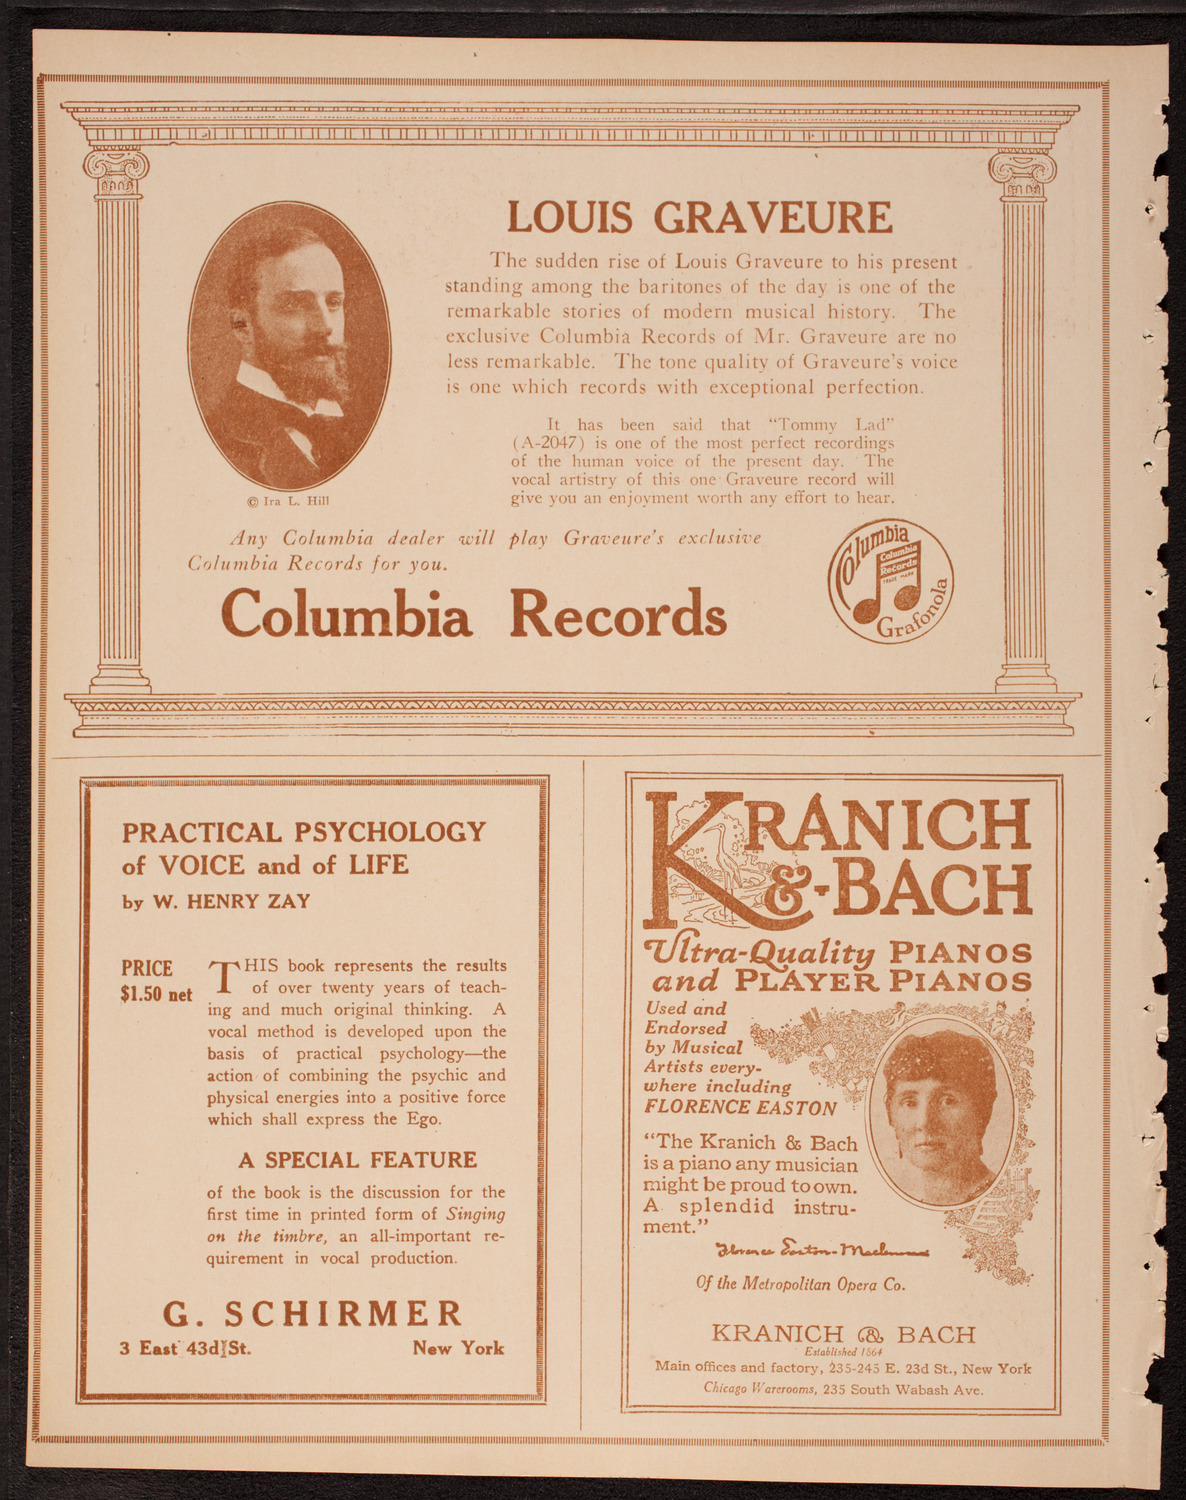 LOUIS GRAVEURE
The sudden rise of Louis Graveure to his present
standing among the baritones of the day is one of the
remarkable stories of modern musical history. The
exclusive Columbia Records of Mr. Graveure are no
less remarkable. The tone quality of Graveure's voice
is one which records with exceptional perfection.
It has been said that “Tommy Lad”
(A-2047) is one of the most perfect recordings
of the human voice of the present day. The
vocal artistry of this one Graveure record will
give you an enjoyment worth any effort to hear.
© Ira L. Hill
Any Columbia dealer will play Graveure's exclusive
Columbia Records for you.
Columbia Records
Columbia
Columbia
Records
TRADE MARK
Grafonola
PRACTICAL PSYCHOLOGY
of VOICE and of LIFE
by W. HENRY ZAY
PRICE
$1.50 net
THIS book represents the results
of over twenty years of teach-
ing and much original thinking. A
vocal method is developed upon the
basis of practical psychology—the
action of combining the psychic and
physical energies into a positive force
which shall express the Ego.
A SPECIAL FEATURE
of the book is the discussion for the
first time in printed form of Singing
on the timbre, an all-important re-
quirement in vocal production.
G. SCHIRMER
3 East 43d St. New York
KRANICH
&-BACH
Ultra-Quality PIANOS
and PLAYER PIANOS
Used and
Endorsed
by Musical
Artists every-
where including
FLORENCE EASTON
“The Kranich & Bach
is a piano any musician
might be proud to own.
A splendid instru-
ment.”
Florence Easton-Maclennan
Of the Metropolitan Opera Co.
KRANICH & BACH
Established 1864
Main offices and factory, 235-245 E. 23d St., New York
Chicago Warerooms, 235 South Wabash Ave.